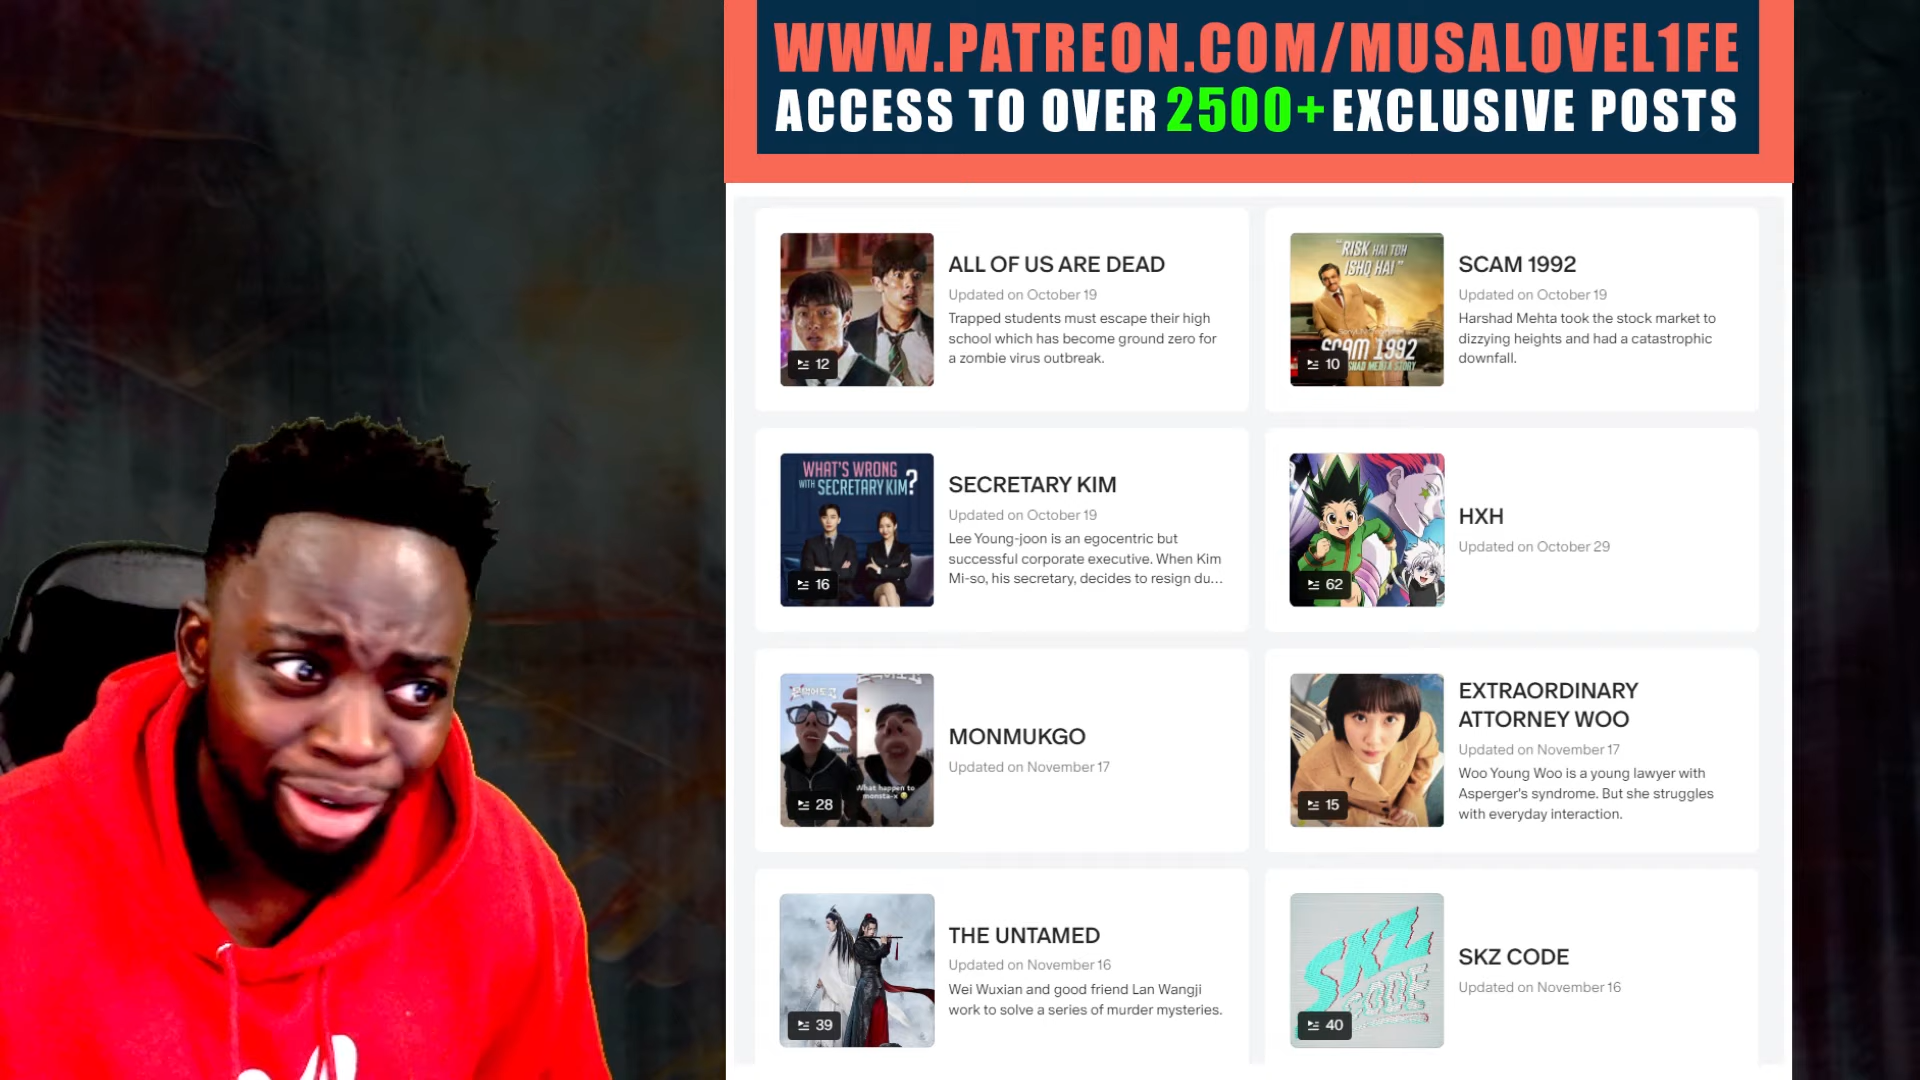 WWW.PATREON.COM/MUSALOVEL1FE
ACCESS TO OVER 2500+ EXCLUSIVE POSTS
ALL OF US ARE DEAD
Updated on October 19
Trapped students must escape their high
school which has become ground zero for
a zombie virus outbreak.
12
"RISK HAI TOH
ISHQ HAI"
SCAM 1992
10
SCAM 1992
Updated on October 19
Harshad Mehta took the stock market to
dizzying heights and had a catastrophic
downfall.
WHAT'S WRONG
WITH SECRETARY KIM?
16
SECRETARY KIM
Updated on October 19
Lee Young-joon is an egocentric but
successful corporate executive. When Kim
Mi-so, his secretary, decides to resign du...
62
HXH
Updated on October 29
What happen to
monsta-x
28
MONMUKGO
Updated on November 17
15
EXTRAORDINARY
ATTORNEY WOO
Updated on November 17
Woo Young Woo is a young lawyer with
Asperger's syndrome. But she struggles
with everyday interaction.
39
THE UNTAMED
Updated on November 16
Wei Wuxian and good friend Lan Wangji
work to solve a series of murder mysteries.
SKZ
CODE
40
SKZ CODE
Updated on November 16